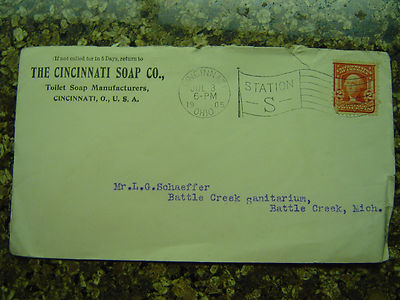 (If not called for in 5 Days, return to
THE CINCINNATI SOAP CO.,
Toilet Soap Manufacturers,
CINCINNATI, O., U. S. A.
CINCINNATI
JUL 3
6-PM
1905
OHIO
STATION
S
Mr.L.G.Schaeffer
Battle Creek ganitarium,
Battle Creek, Mich.